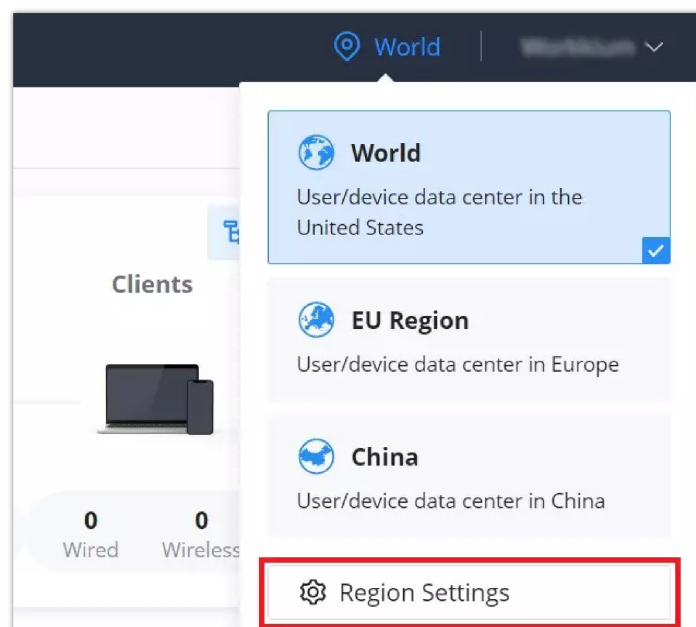 World
World
User/device data center in the
United States
Clients
EU Region
User/device data center in Europe
China
User/device data center in China
0 0
Wired Wireless
Region Settings